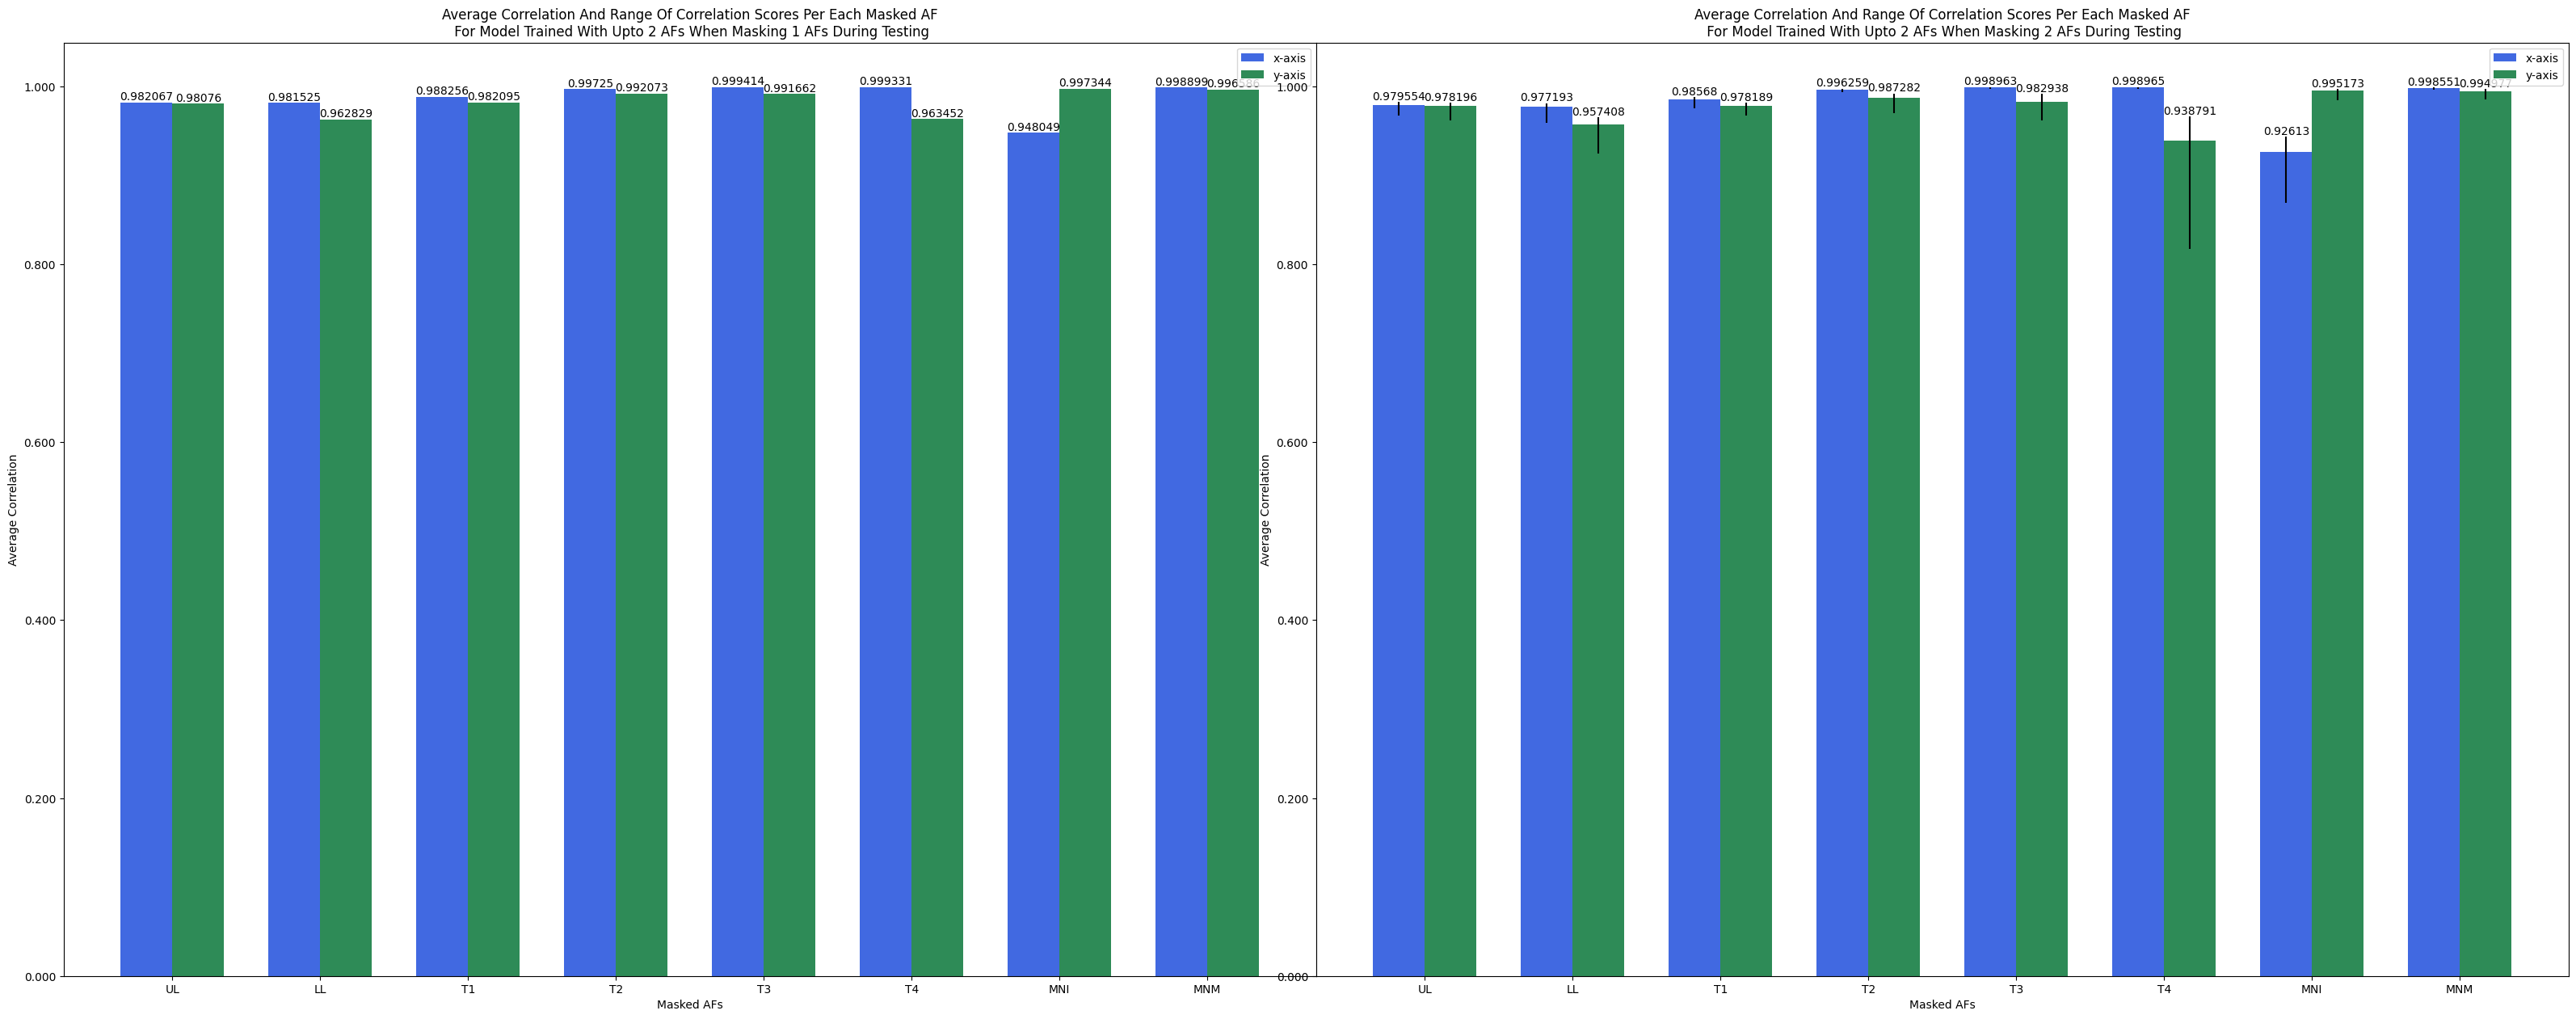 Average Correlation And Range Of Correlation Scores Per Each Masked AF
For Model Trained With Upto 2 AFs When Masking 1 AFs During Testing
x-axis
y-axis
0.982067 0.98076 0.981525 0.962829 0.988256 0.982095 0.99725 0.992073 0.999414 0.991662 0.999331 0.963452 0.948049 0.997344 0.998899
1.000
0.800
0.600
0.400
0.200
0.000
Average Correlation
UL LL T1 T2 T3 T4 MNI MNM
Masked AFs
Average Correlation And Range Of Correlation Scores Per Each Masked AF
For Model Trained With Upto 2 AFs When Masking 2 AFs During Testing
x-axis
y-axis
0.979554 0.978196 0.977193 0.957408 0.98568 0.978189 0.996259 0.987282 0.998963 0.982938 0.998965 0.938791 0.92613 0.995173 0.998551
1.000
0.800
0.600
0.400
0.200
0.000
Average Correlation
UL LL T1 T2 T3 T4 MNI MNM
Masked AFs